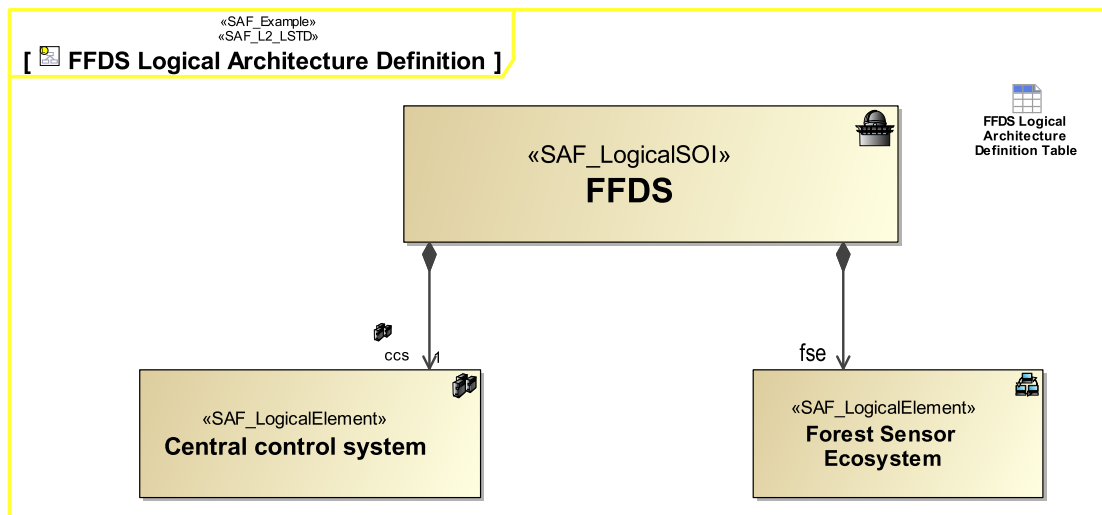 «SAF_Example»
«SAF_L2_LSTD»
[ FFDS Logical Architecture Definition ]
FFDS Logical
Architecture
Definition Table
«SAF_LogicalSOI»
FFDS
ccs
1
fse
«SAF_LogicalElement»
Central control system
«SAF_LogicalElement»
Forest Sensor
Ecosystem